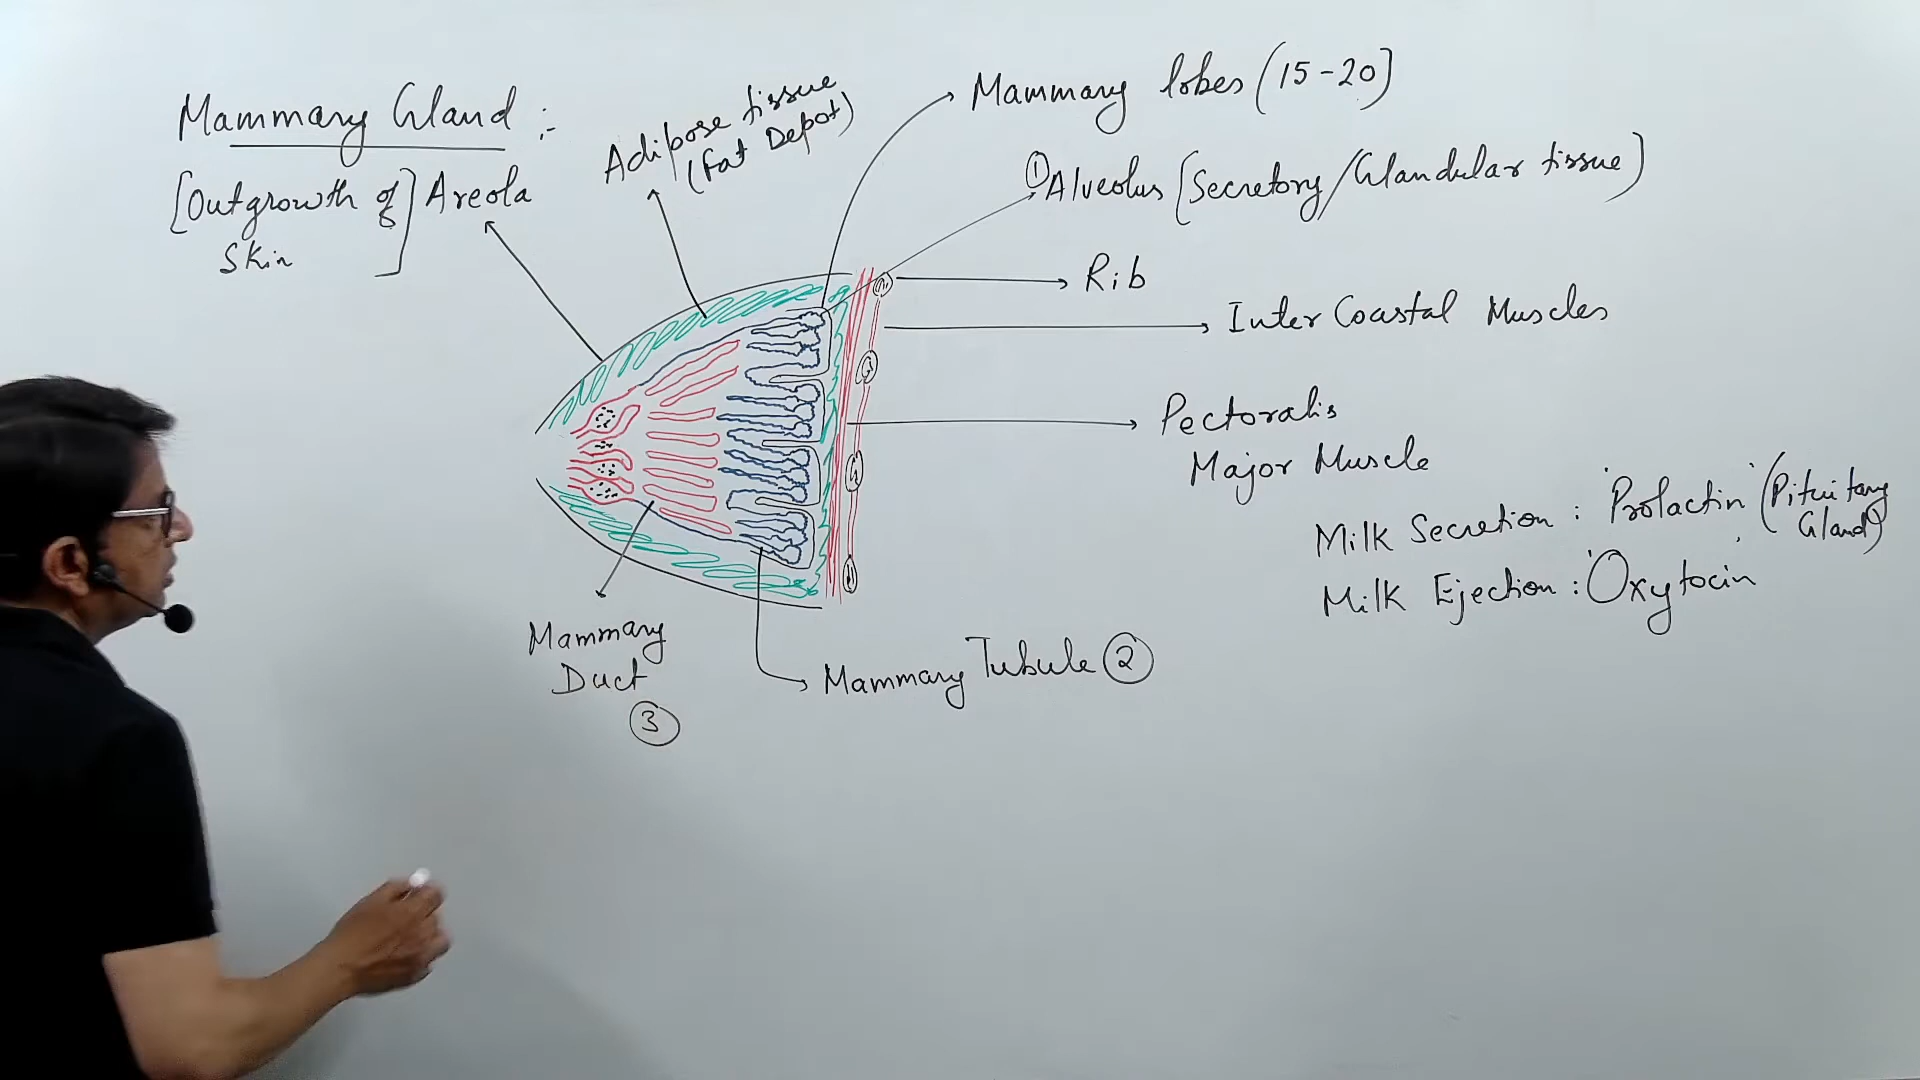 Mammary Gland :-
[Outgrowth of]
Skin
Areola
Adipose tissue
(Fat Depot)
Mammary lobes (15-20)
① Alveolus (Secretory/Glandular tissue)
Rib
Inter Coastal Muscles
Pectoralis
Major Muscle
Milk Secretion : 'Prolactin' (Pituitary
Gland)
Milk Ejection : 'Oxytocin'
Mammary
Duct
③
Mammary Tubule ②